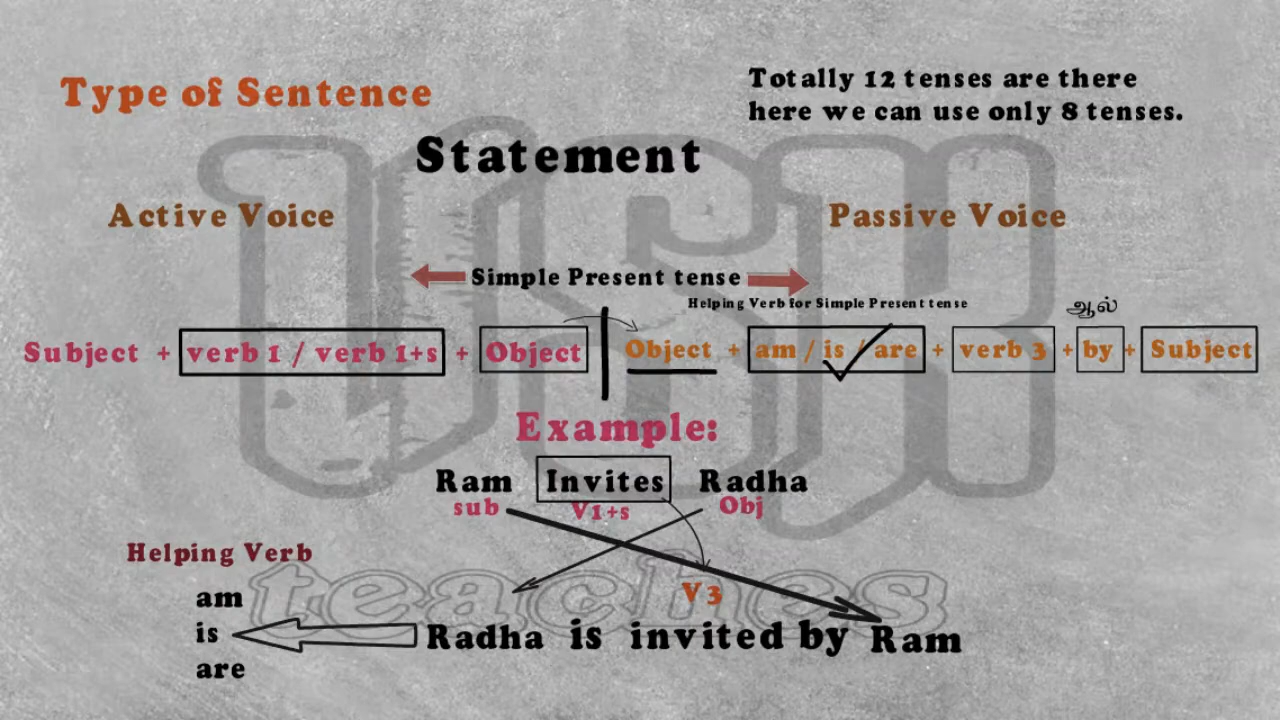 Type of Sentence
Totally 12 tenses are there
here we can use only 8 tenses.
Statement
Active Voice
Passive Voice
Simple Present tense
Helping Verb for Simple Present tense
ஆல்
Subject + verb 1 / verb 1+s + Object
Object + am / is / are + verb 3 + by + Subject
Example:
Ram Invites Radha
sub V1+s Obj
Helping Verb
am
is
are
V3
Radha is invited by Ram
teaches